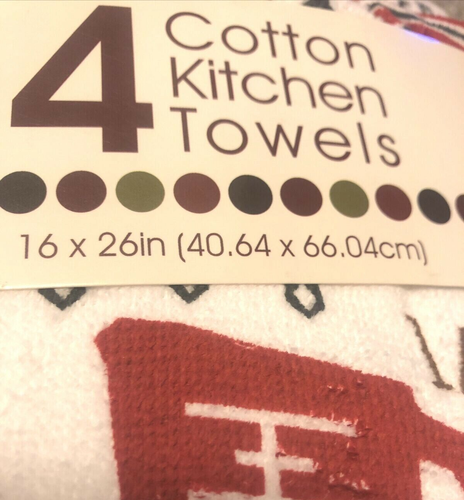 4 Cotton
Kitchen
Towels
16 x 26in (40.64 x 66.04cm)